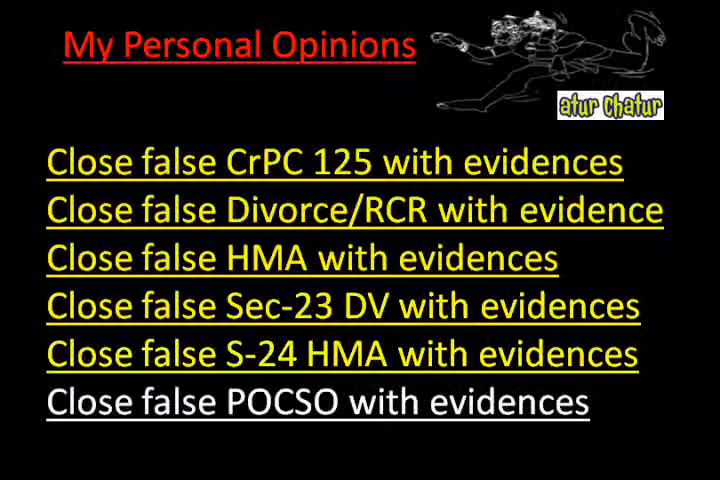 My Personal Opinions
atur Chatur
Close false CrPC 125 with evidences
Close false Divorce/RCR with evidence
Close false HMA with evidences
Close false Sec-23 DV with evidences
Close false S-24 HMA with evidences
Close false POCSO with evidences